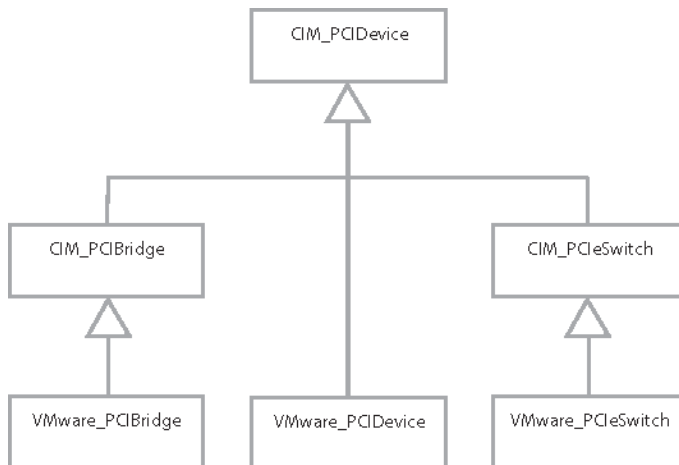 CIM_PCIDevice
CIM_PCIBridge
CIM_PCIeSwitch
VMware_PCIBridge
VMware_PCIDevice
VMware_PCIeSwitch